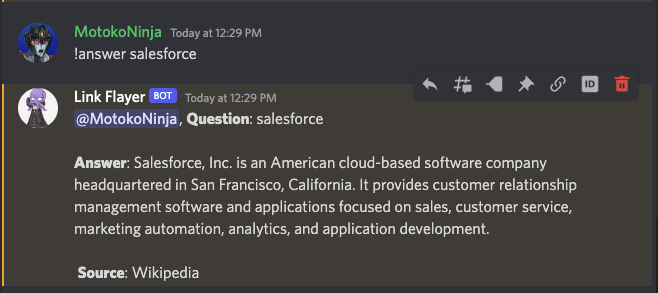 MotokoNinja Today at 12:29 PM
!answer salesforce
Link Flayer BOT Today at 12:29 PM
@MotokoNinja, Question: salesforce
Answer: Salesforce, Inc. is an American cloud-based software company
headquartered in San Francisco, California. It provides customer relationship
management software and applications focused on sales, customer service,
marketing automation, analytics, and application development.
Source: Wikipedia
ID